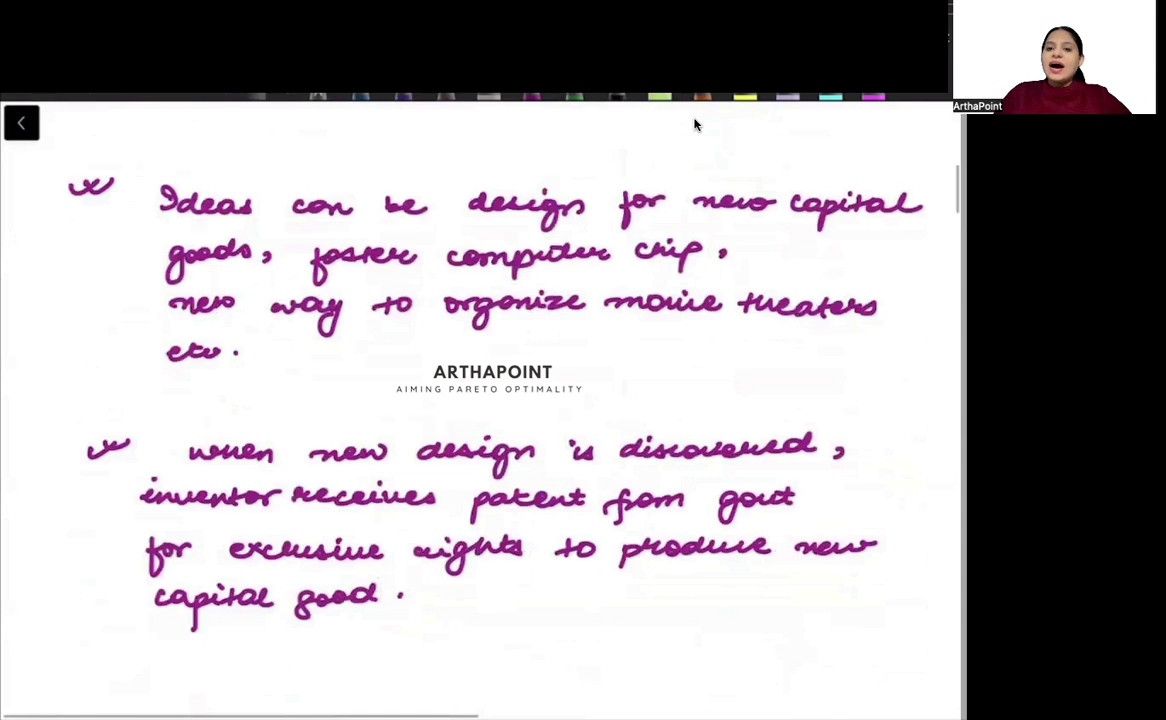 ArthaPoint
Ideas can be design for new capital
goods, faster computer chip,
new way to organize movie theaters
etc.
ARTHAPOINT
AIMING PARETO OPTIMALITY
when new design is discovered,
inventor receives patent from govt
for exclusive rights to produce new
capital good.